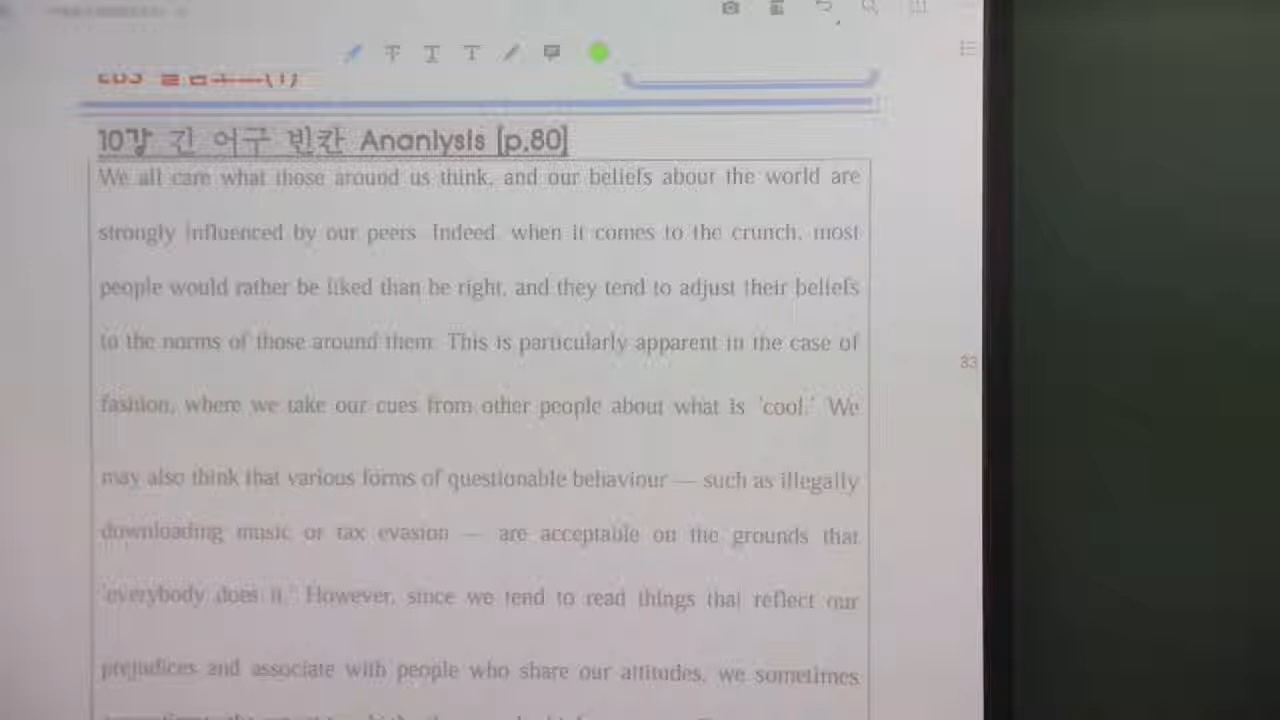 10강 긴 어구 빈칸 Ananlysis [p.80]
We all care what those around us think, and our beliefs about the world are
strongly influenced by our peers. Indeed, when it comes to the crunch, most
people would rather be liked than be right, and they tend to adjust their beliefs
to the norms of those around them. This is particularly apparent in the case of
fashion, where we take our cues from other people about what is 'cool.' We
may also think that various forms of questionable behaviour — such as illegally
33
downloading music or tax evasion — are acceptable on the grounds that
'everybody does it.' However, since we tend to read things that reflect our
prejudices and associate with people who share our attitudes, we sometimes